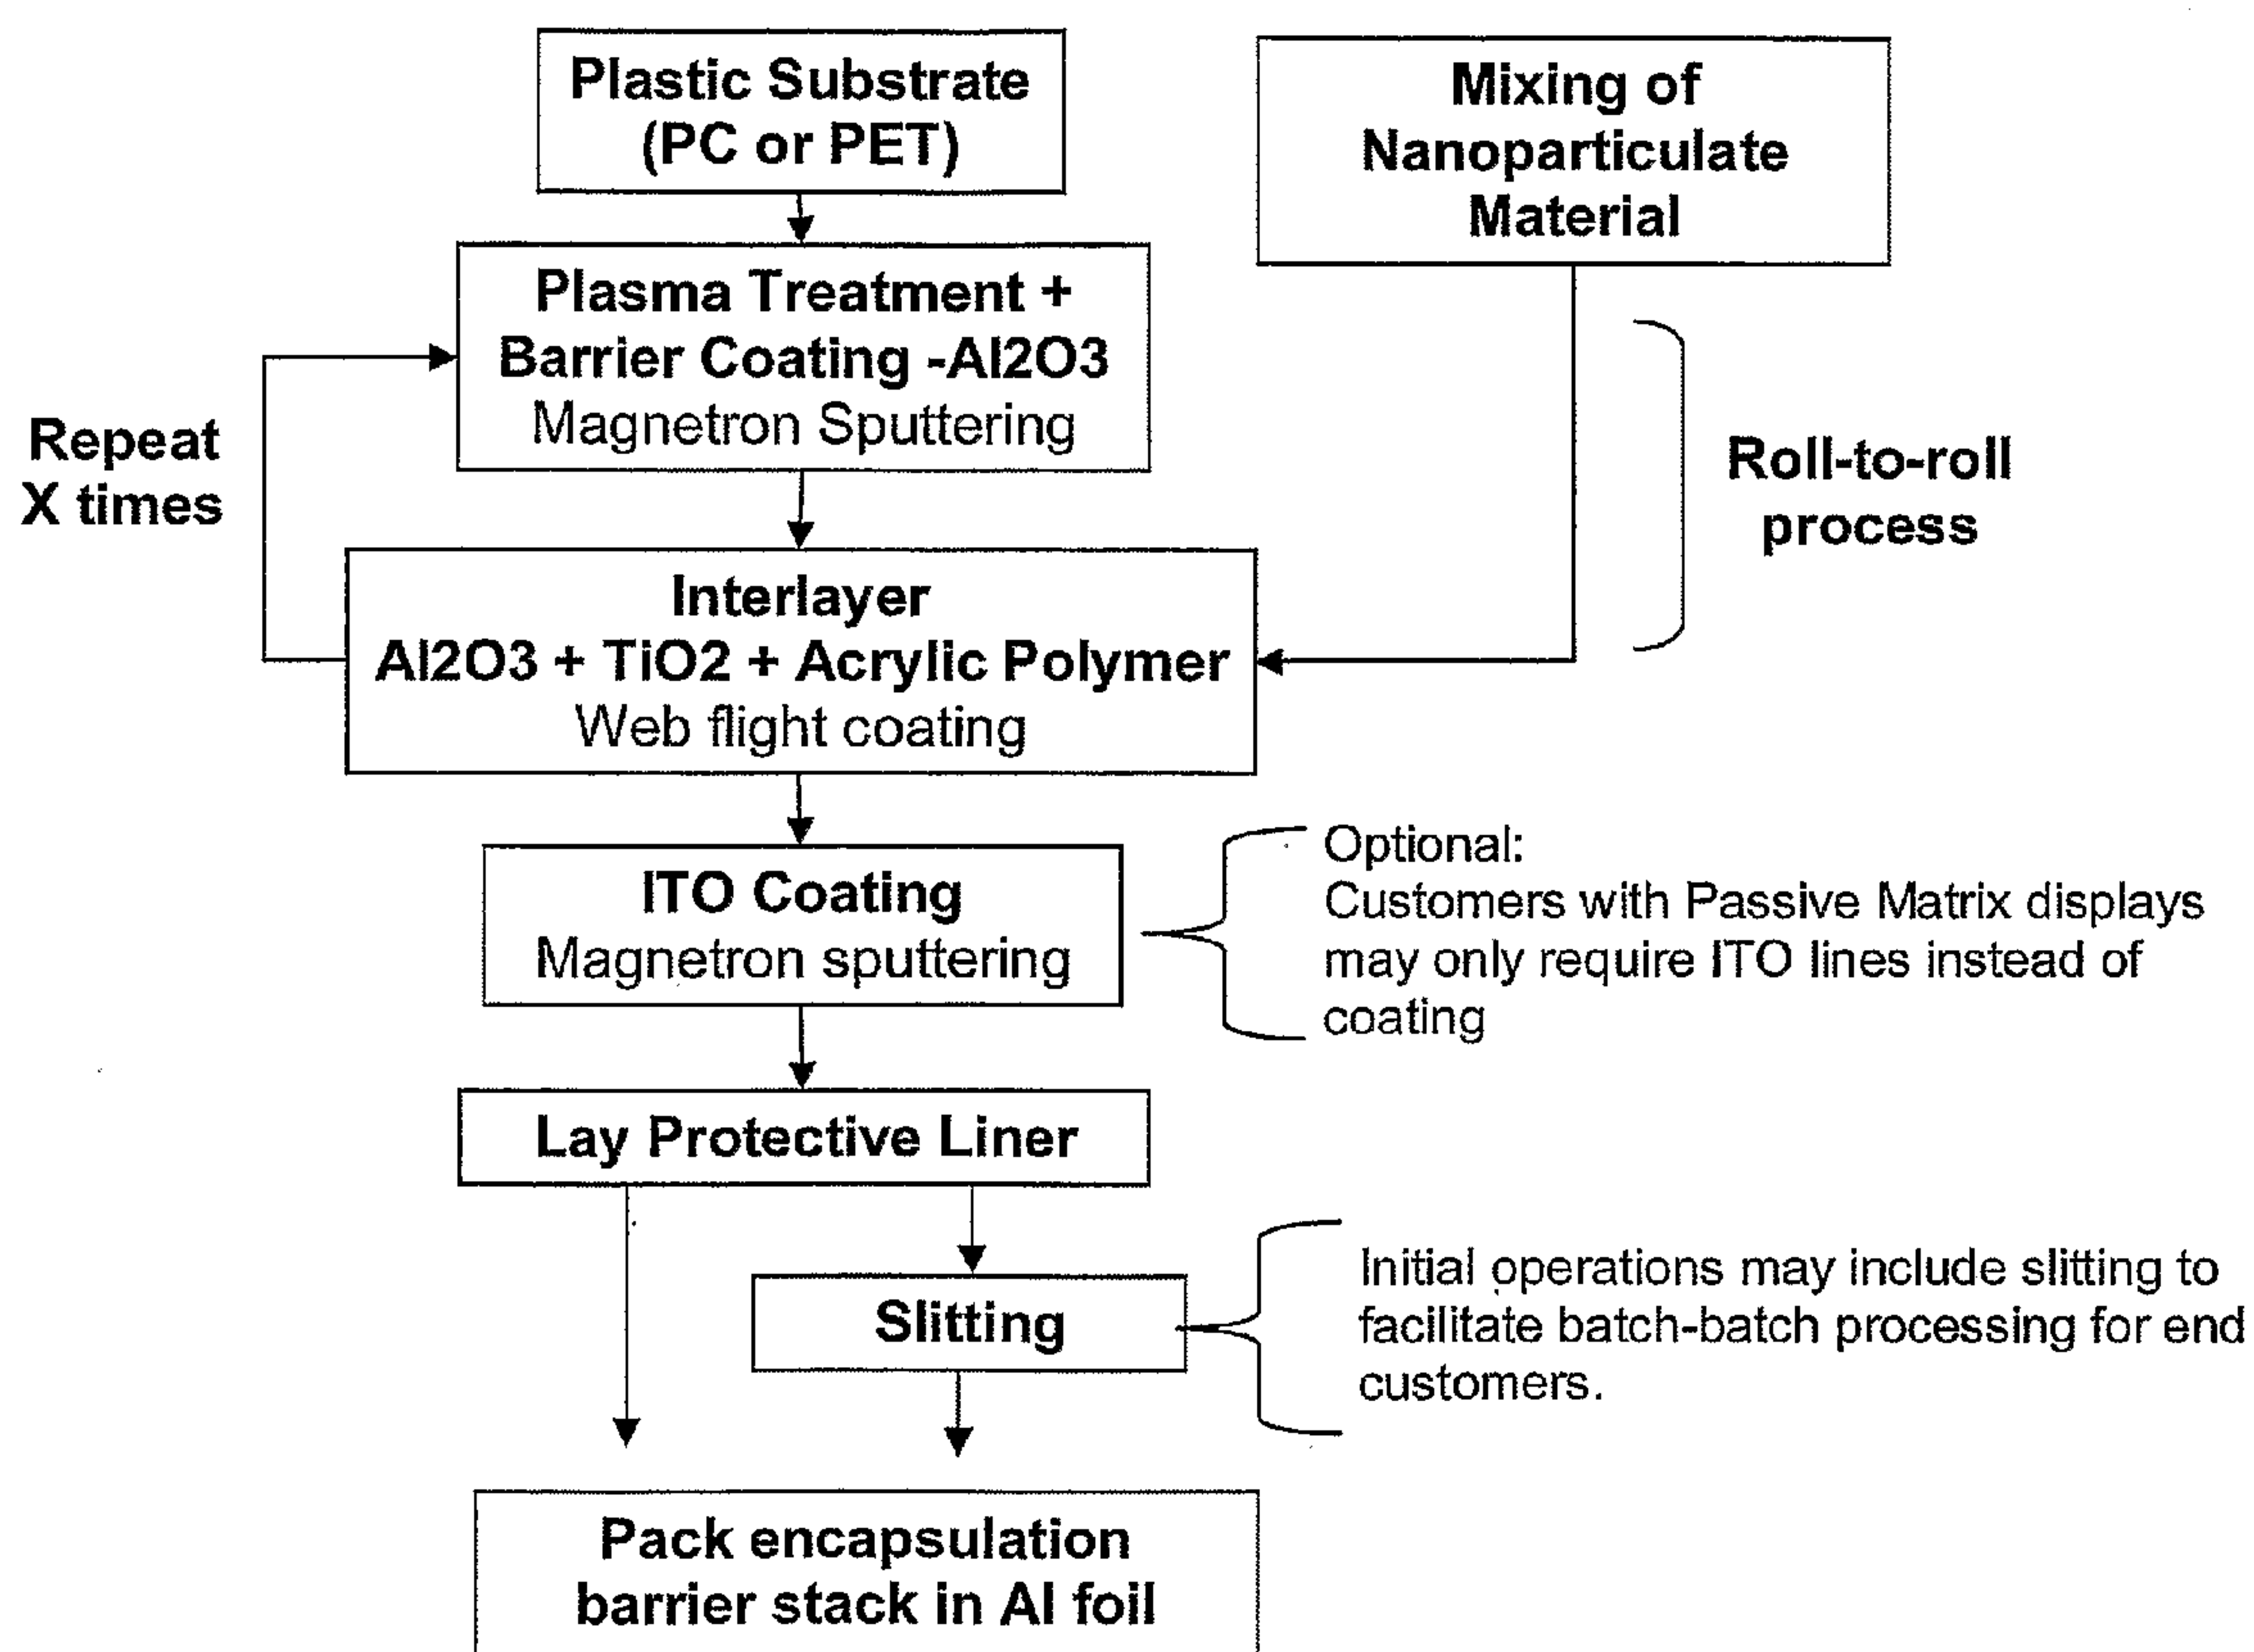 Plastic Substrate
(PC or PET)
Mixing of
Nanoparticulate
Material
Plasma Treatment +
Barrier Coating -Al2O3
Magnetron Sputtering
Repeat
X times
Roll-to-roll
process
Interlayer
Al2O3 + TiO2 + Acrylic Polymer
Web flight coating
ITO Coating
Magnetron sputtering
Optional:
Customers with Passive Matrix displays
may only require ITO lines instead of
coating
Lay Protective Liner
Slitting
Initial operations may include slitting to
facilitate batch-batch processing for end
customers.
Pack encapsulation
barrier stack in Al foil